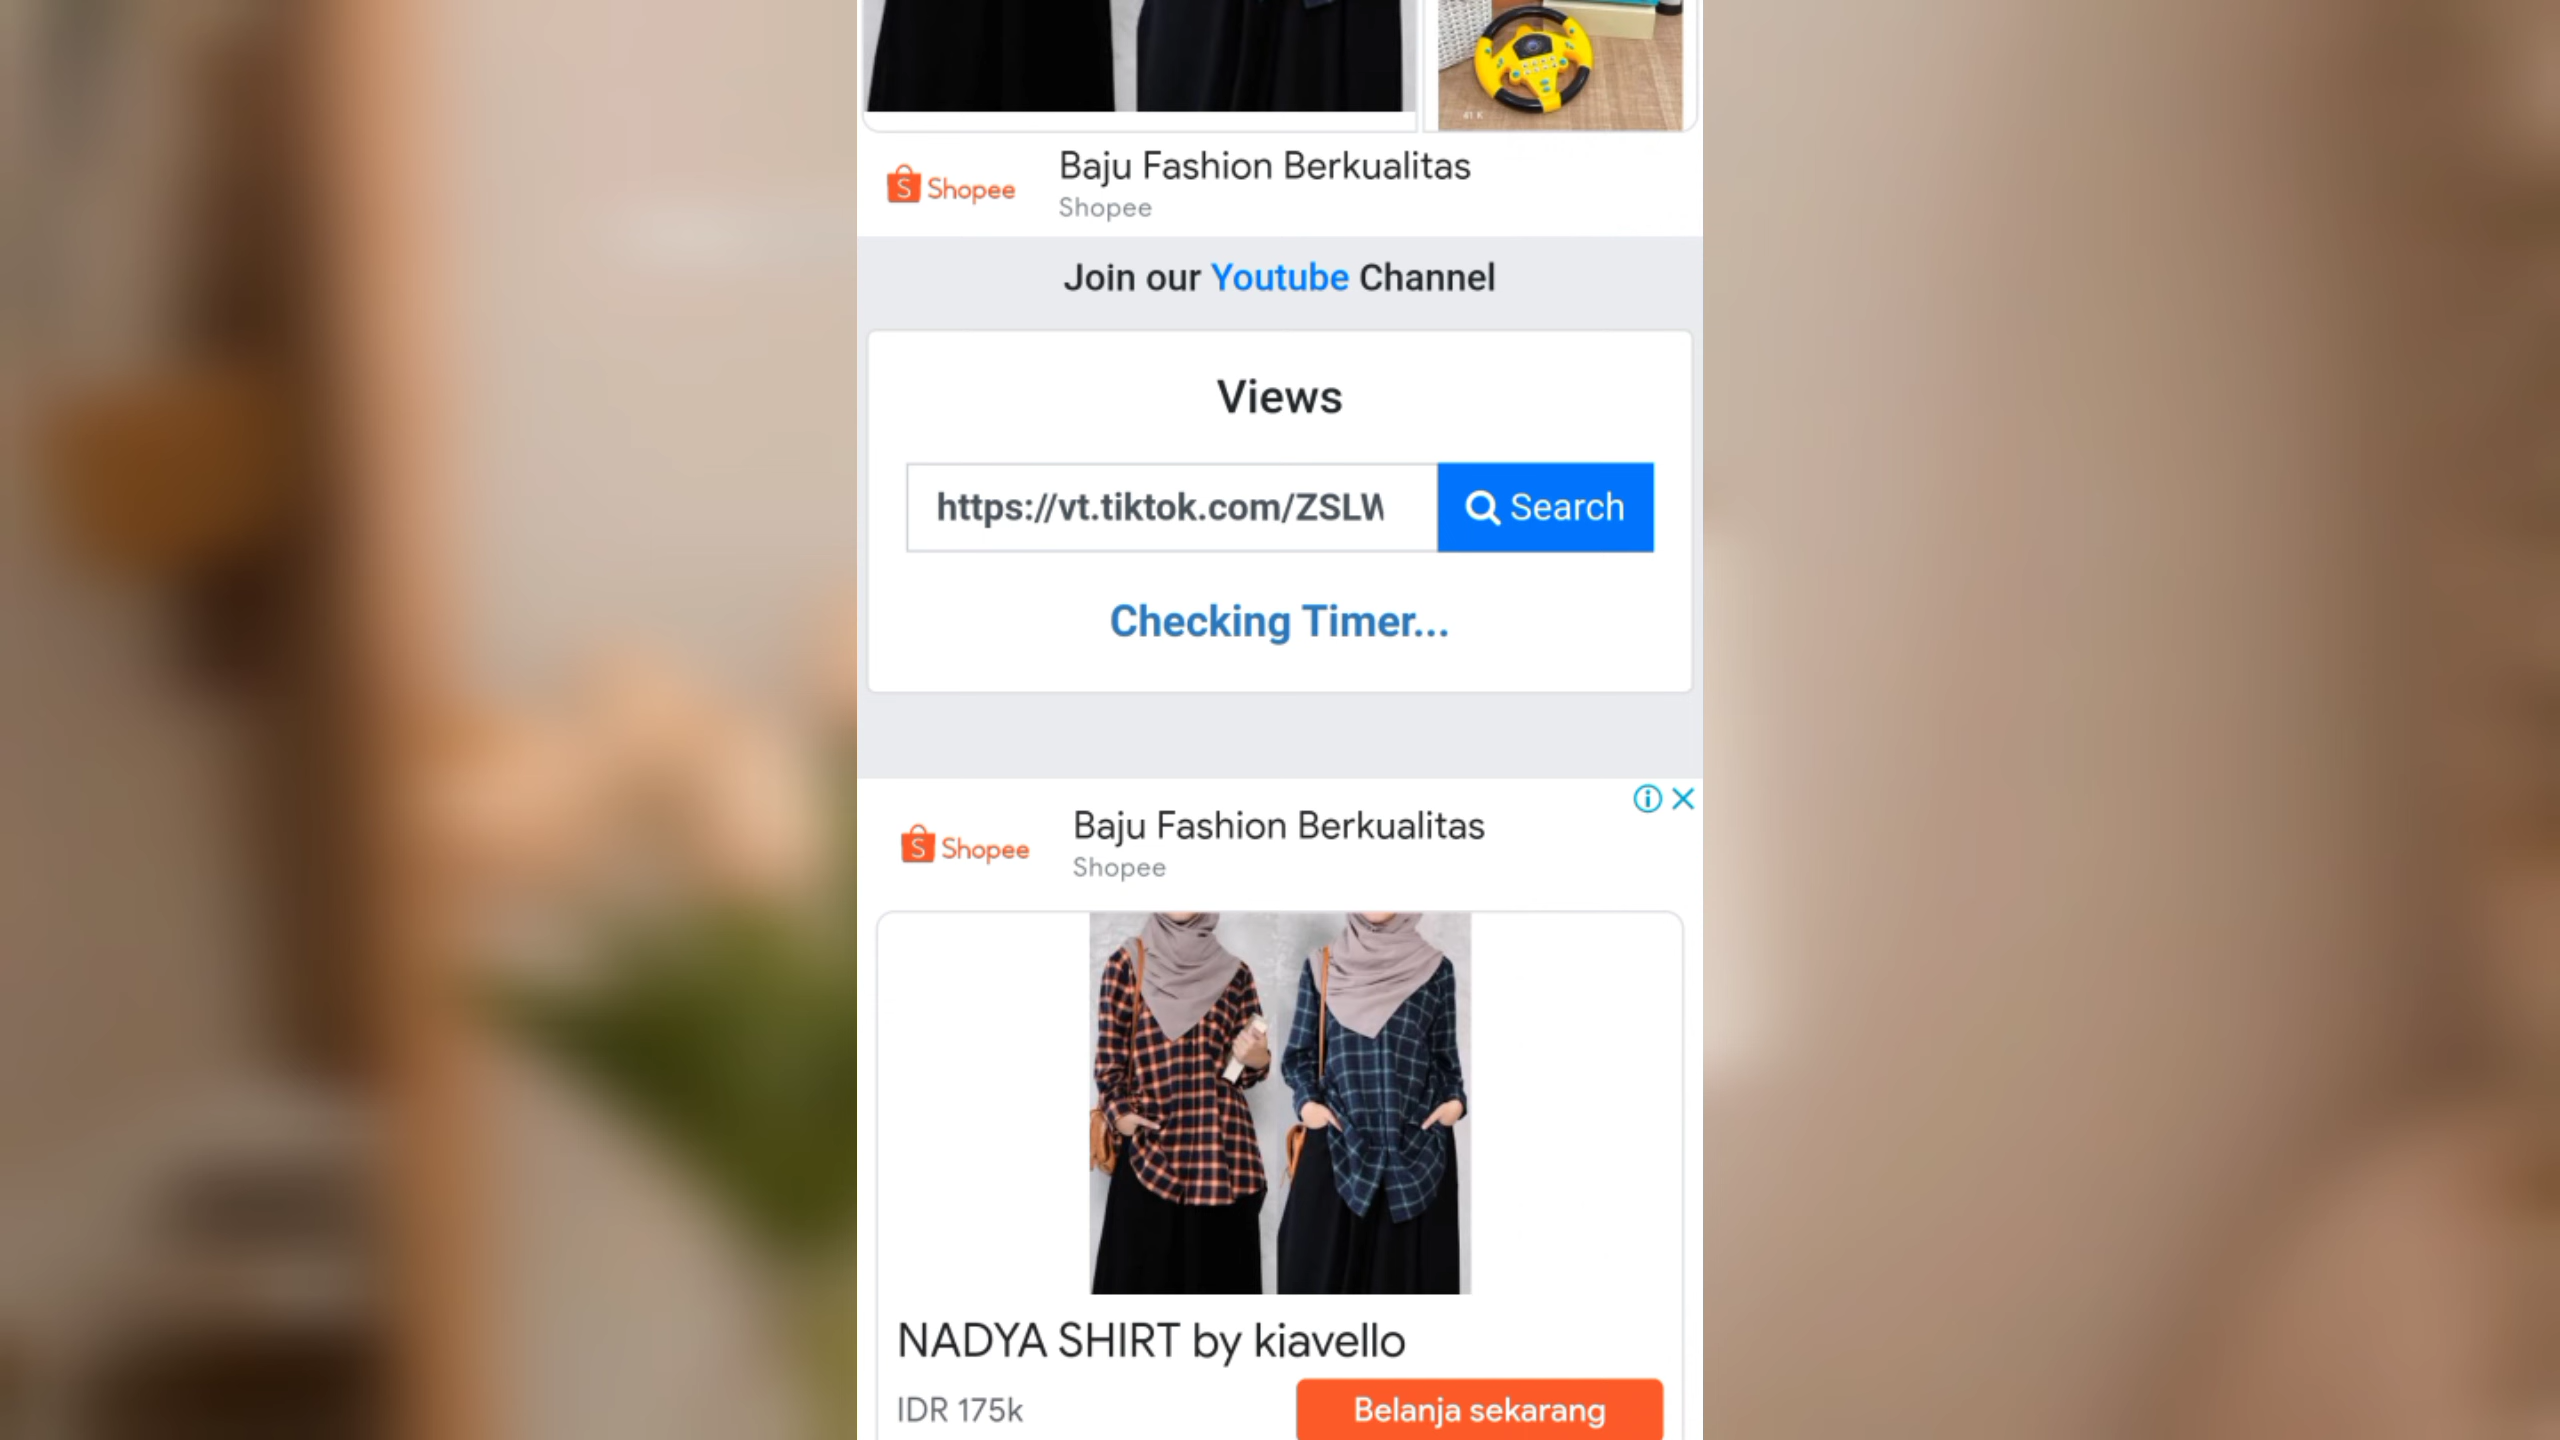 41 K
Shopee
Baju Fashion Berkualitas
Shopee
Join our Youtube Channel
Views
https://vt.tiktok.com/ZSLW
Search
Checking Timer...
Shopee
Baju Fashion Berkualitas
Shopee
NADYA SHIRT by kiavello
IDR 175k
Belanja sekarang